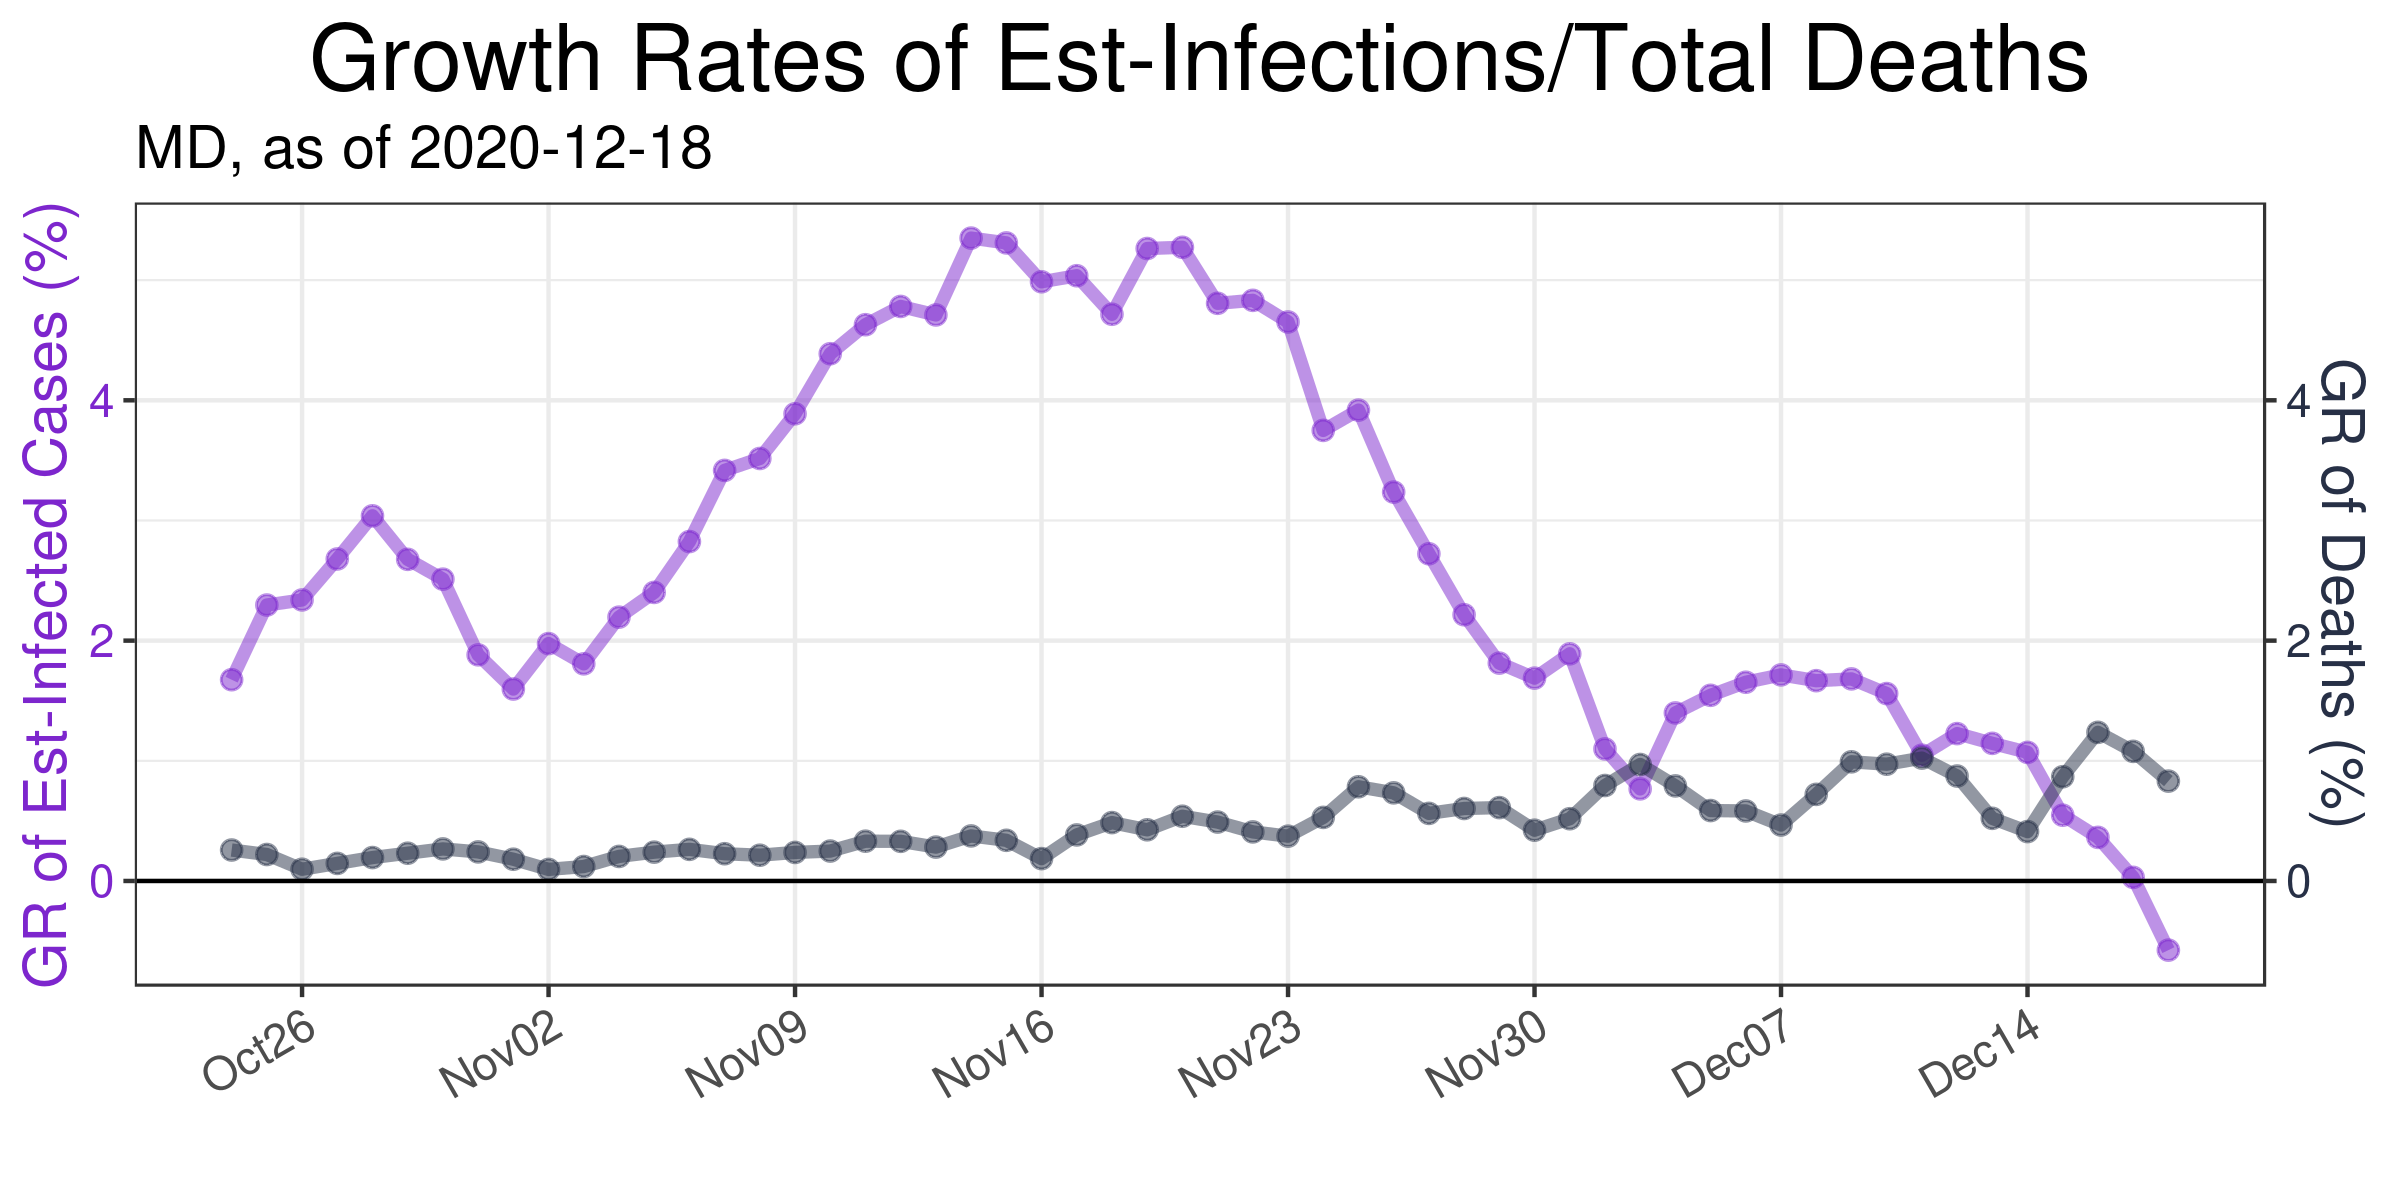 Growth Rates of Est-Infections/Total Deaths
MD, as of 2020-12-18
GR of Est-Infected Cases (%)
4
2
0
4
2
0
GR of Deaths (%)
Oct26
Nov02
Nov09
Nov16
Nov23
Nov30
Dec07
Dec14